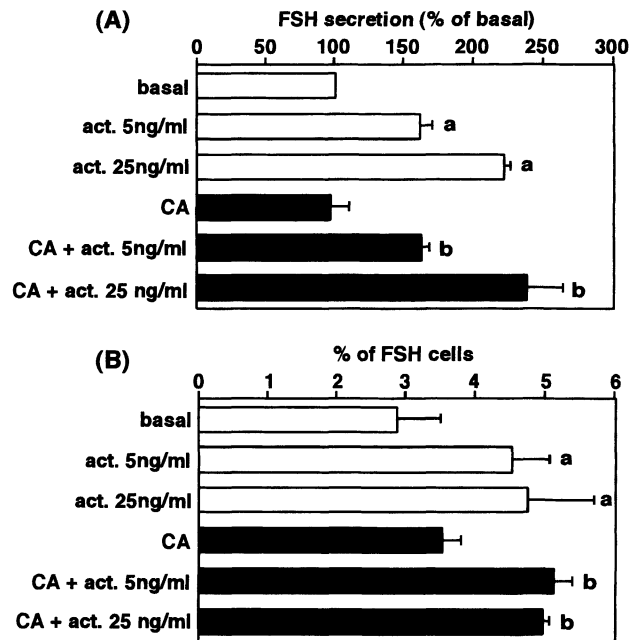 (A) FSH secretion (% of basal)
0 50 100 150 200 250 300
basal
act. 5ng/ml a
act. 25ng/ml a
CA
CA + act. 5ng/ml b
CA + act. 25 ng/ml b
(B) % of FSH cells
0 1 2 3 4 5 6
basal
act. 5ng/ml a
act. 25ng/ml a
CA
CA + act. 5ng/ml b
CA + act. 25 ng/ml b